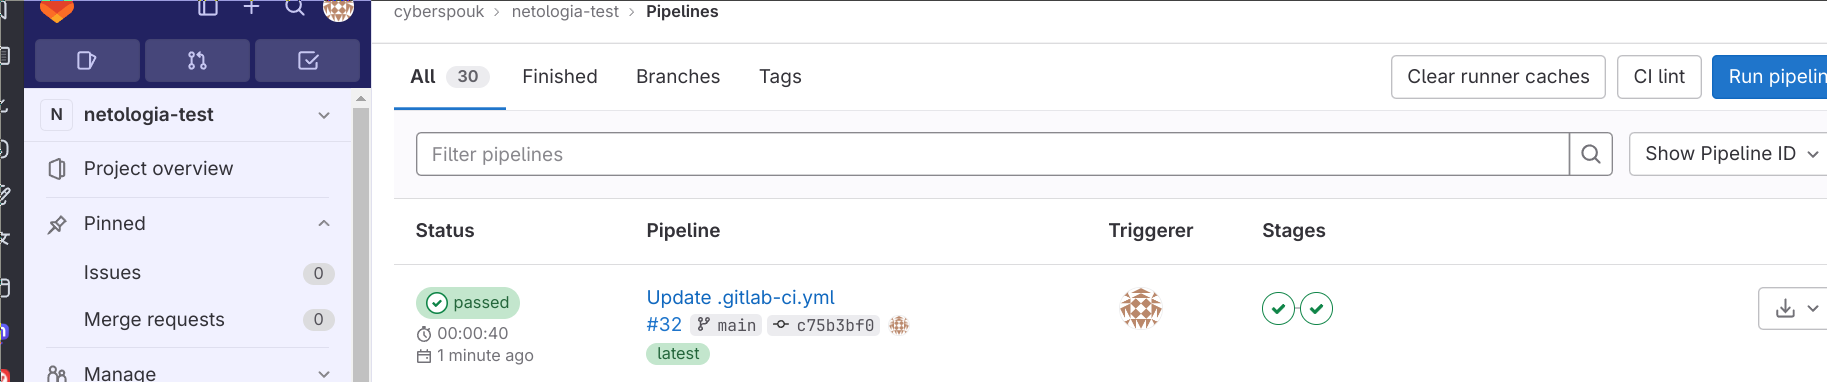 cyberspouk › netologia-test › Pipelines
All 30 Finished Branches Tags Clear runner caches CI lint Run pipelin
N netologia-test
Filter pipelines Show Pipeline ID
Project overview
Pinned
Status Pipeline Triggerer Stages
Issues 0
passed Update .gitlab-ci.yml
Merge requests 0
00:00:40 #32 main c75b3bf0
1 minute ago latest
Manage